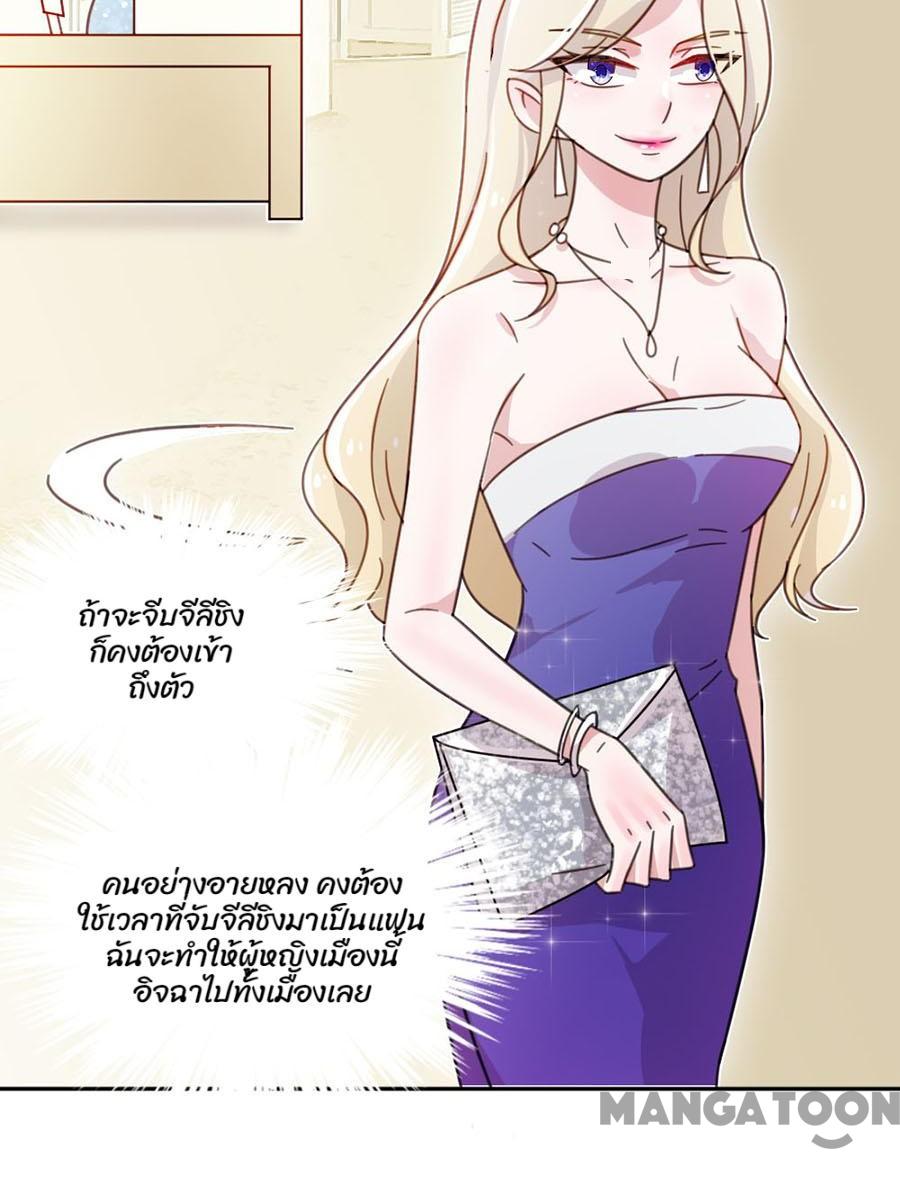 ถ้าจะจีบจีลีชิง
ก็คงต้องเข้า
ถึงตัว
คนอย่างอายหลง คงต้อง
ใช้เวลาที่จับจีลีชิงมาเป็นแฟน
ฉันจะทำให้ผู้หญิงเมืองนี้
อิจฉาไปทั้งเมืองเลย
MANGATOON